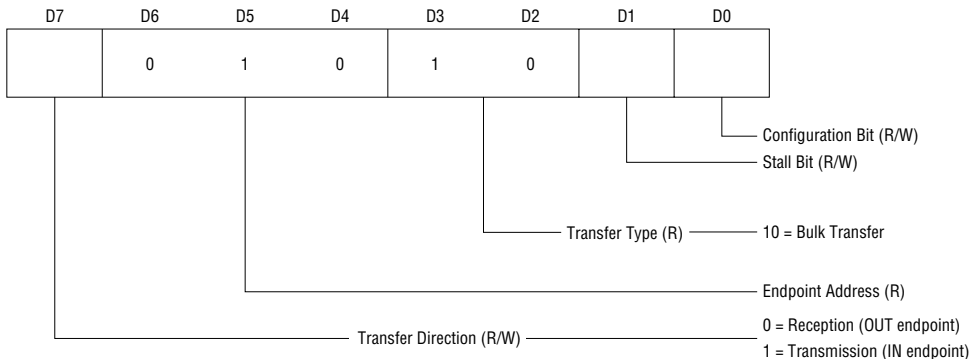 D7 D6 D5 D4 D3 D2 D1 D0
0 1 0 1 0
Configuration Bit (R/W)
Stall Bit (R/W)
Transfer Type (R) 10 = Bulk Transfer
Endpoint Address (R)
Transfer Direction (R/W)
0 = Reception (OUT endpoint)
1 = Transmission (IN endpoint)